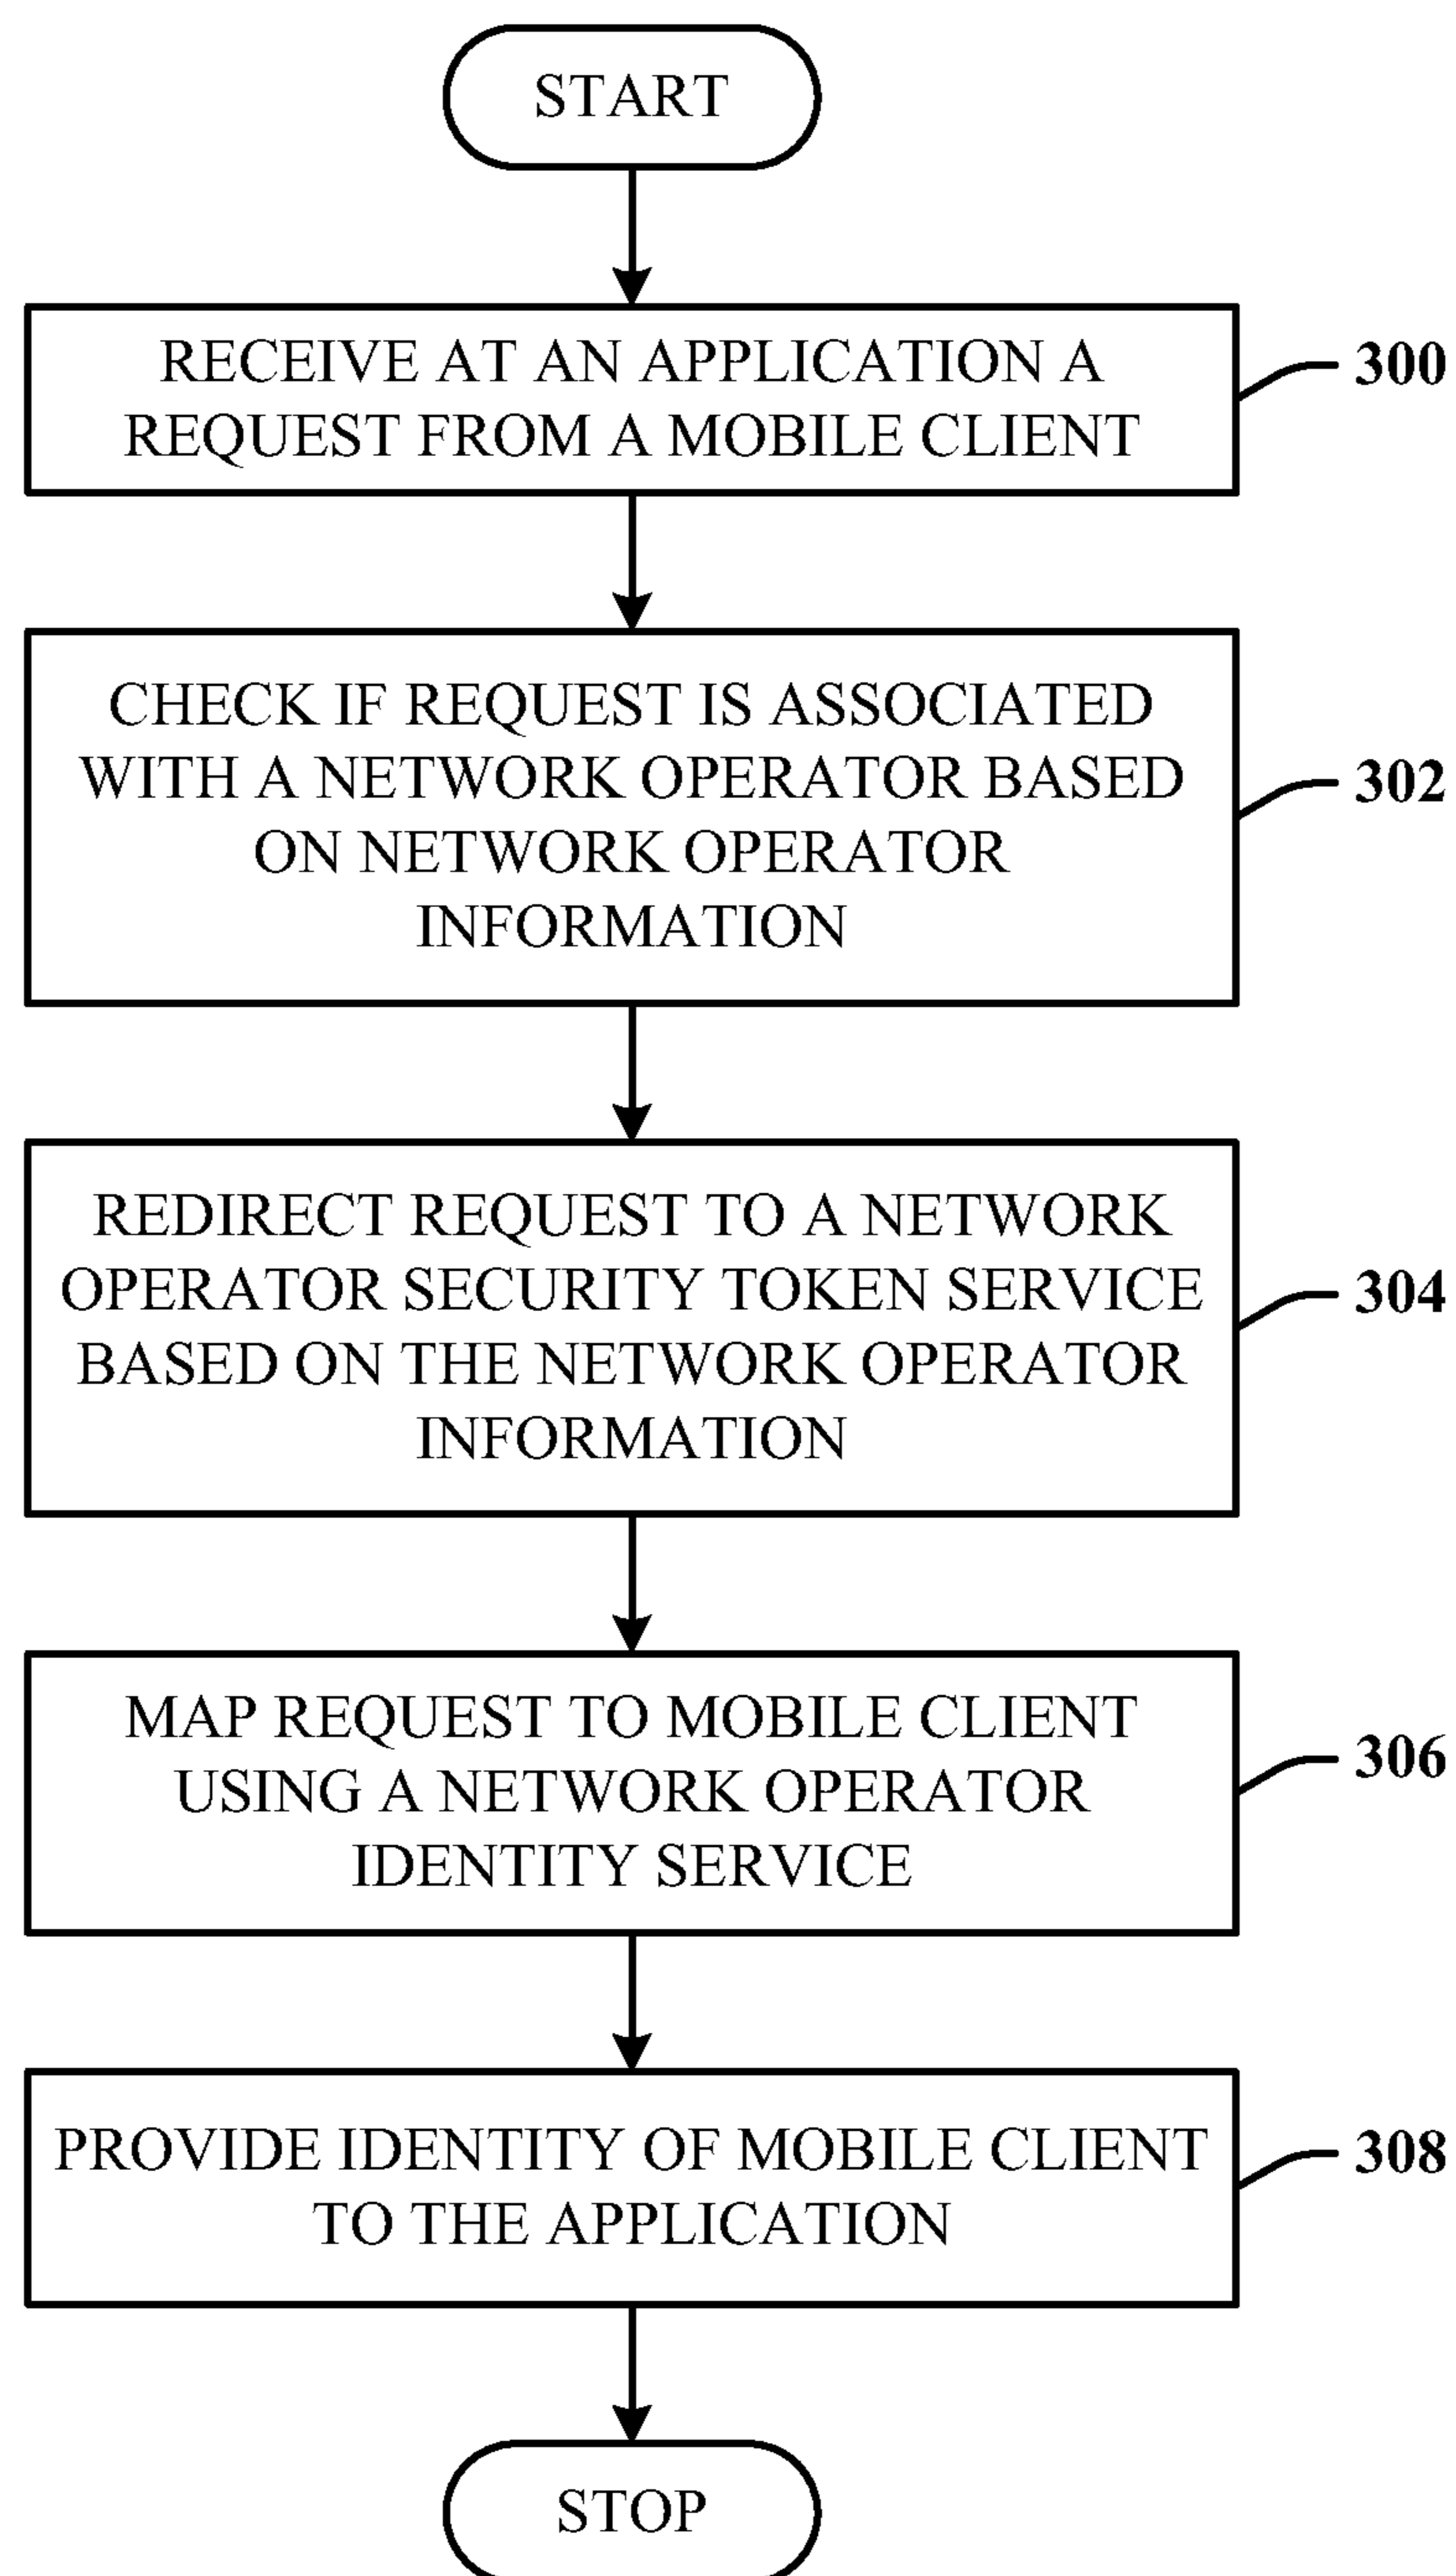 START
RECEIVE AT AN APPLICATION A
REQUEST FROM A MOBILE CLIENT
300
CHECK IF REQUEST IS ASSOCIATED
WITH A NETWORK OPERATOR BASED
ON NETWORK OPERATOR
INFORMATION
302
REDIRECT REQUEST TO A NETWORK
OPERATOR SECURITY TOKEN SERVICE
BASED ON THE NETWORK OPERATOR
INFORMATION
304
MAP REQUEST TO MOBILE CLIENT
USING A NETWORK OPERATOR
IDENTITY SERVICE
306
PROVIDE IDENTITY OF MOBILE CLIENT
TO THE APPLICATION
308
STOP